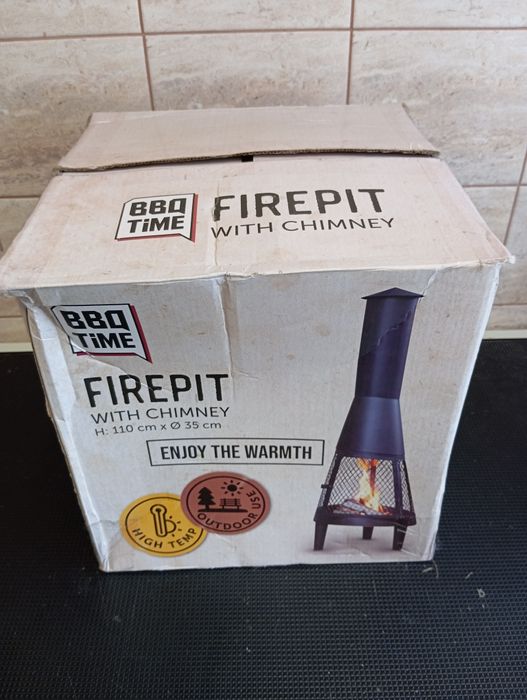 BBQ
TiME
FIREPIT
WITH CHIMNEY
BBQ
TiME
FIREPIT
WITH CHIMNEY
H: 110 cm x Ø 35 cm
ENJOY THE WARMTH
HIGH TEMP
OUTDOOR USE